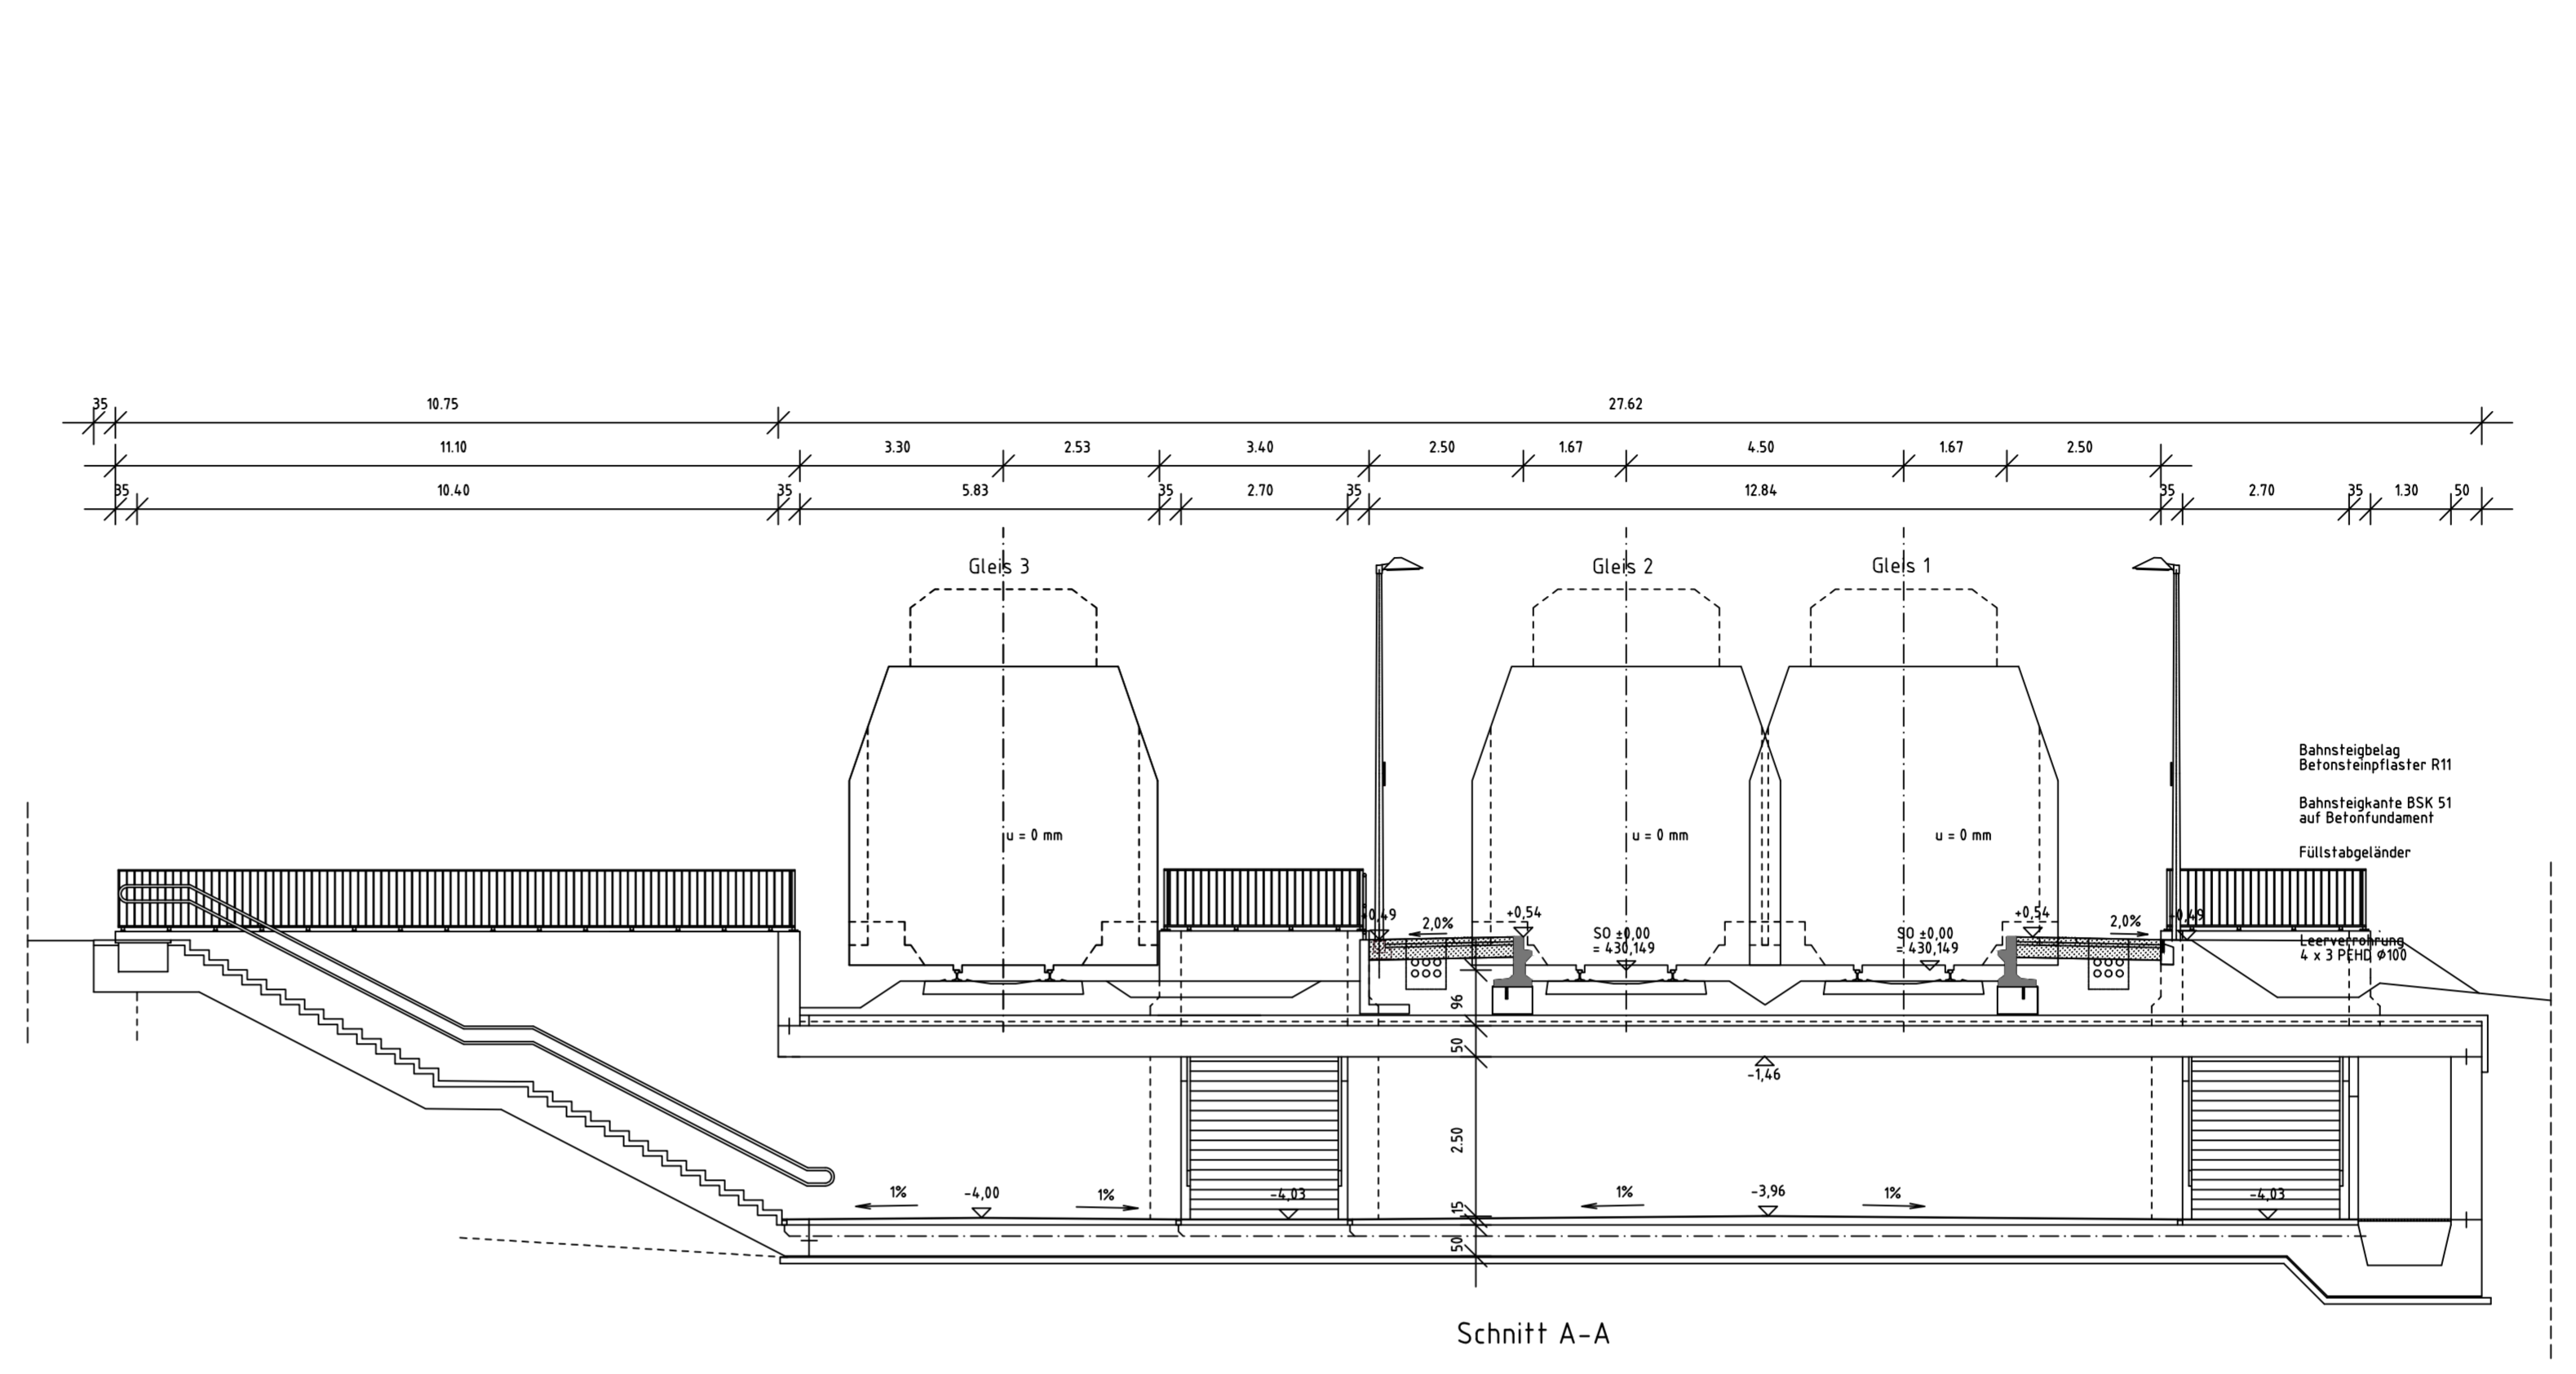 35 10.75 27.62
11.10 3.30 2.53 3.40 2.50 1.67 4.50 1.67 2.50
35 10.40 35 5.83 35 2.70 35 12.84 35 2.70 35 1.30 50
Gleis 3 Gleis 2 Gleis 1
Bahnsteigbelag
Betonsteinpflaster R11
Bahnsteigkante BSK 51
auf Betonfundament
u = 0 mm u = 0 mm u = 0 mm
Füllstabgeländer
+0,49 2,0% +0,54 +0,54 2,0% +0,49
SO ±0,00 SO ±0,00
= 430,149 = 430,149
Leerverrohrung
4 x 3 PEHD Ø100
96
50
-1,46
2.50
1% -4,00 1% -4,03 1% -3,96 1% -4,03
15
50
Schnitt A-A